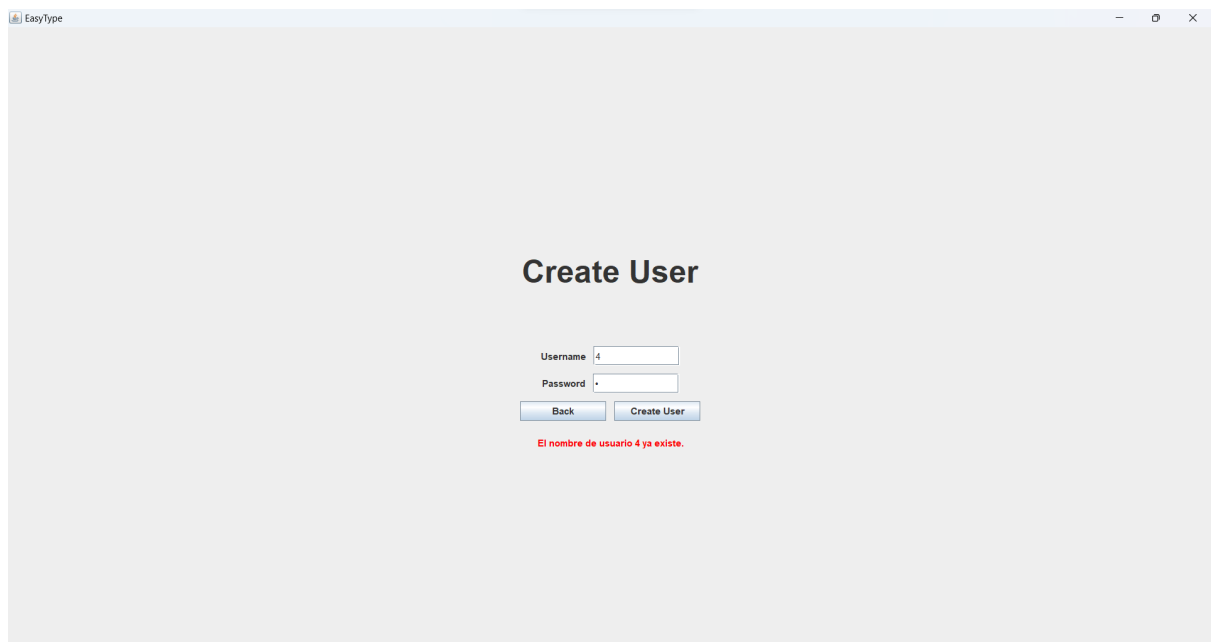 EasyType
Create User
Username 4
Password •
Back Create User
El nombre de usuario 4 ya existe.